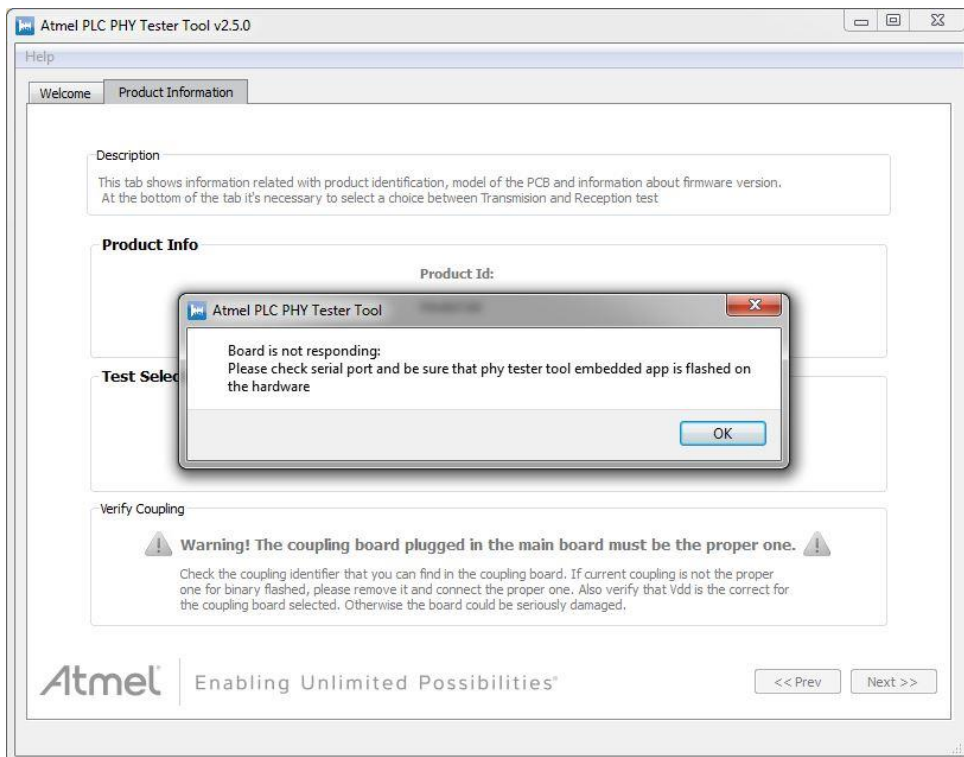 Atmel PLC PHY Tester Tool v2.5.0
Help
Welcome
Product Information
Description
This tab shows information related with product identification, model of the PCB and information about firmware version.
At the bottom of the tab it's necessary to select a choice between Transmision and Reception test
Product Info
Product Id:
Atmel PLC PHY Tester Tool
Board is not responding:
Please check serial port and be sure that phy tester tool embedded app is flashed on
the hardware
OK
Test Selec
Verify Coupling
Warning! The coupling board plugged in the main board must be the proper one.
Check the coupling identifier that you can find in the coupling board. If current coupling is not the proper
one for binary flashed, please remove it and connect the proper one. Also verify that Vdd is the correct for
the coupling board selected. Otherwise the board could be seriously damaged.
Atmel
Enabling Unlimited Possibilities®
<< Prev
Next >>